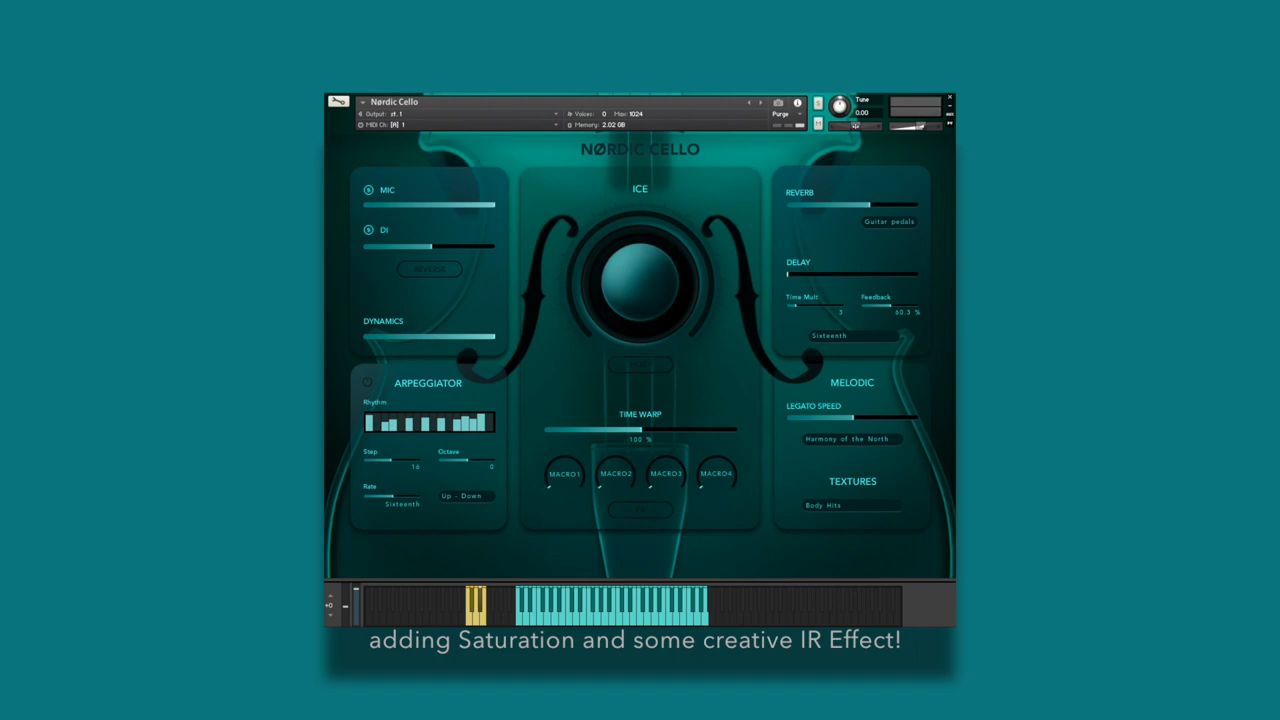 Nørdic Cello
Output: st. 1
Voices: 0 Max: 1024
Purge
MIDI Ch: [A] 1
Memory: 2.02 GB
S
M
Tune
0.00
NØRDIC CELLO
S MIC
S DI
REVERSE
DYNAMICS
ICE
REVERB
Guitar pedals
DELAY
Time Mult
Feedback
3
60.3 %
Sixteenth
ARPEGGIATOR
Rhythm
Step
Octave
16
0
Rate
Sixteenth
Up - Down
TIME WARP
100 %
MACRO1
MACRO2
MACRO3
MACRO4
MELODIC
LEGATO SPEED
Harmony of the North
TEXTURES
Body Hits
+0
adding Saturation and some creative IR Effect!